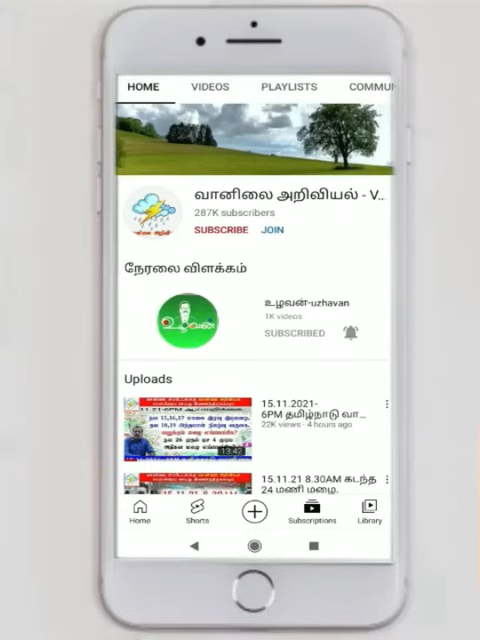 HOME VIDEOS PLAYLISTS COMMUN
வானிலை அறிவியல் - V...
287K subscribers
SUBSCRIBE JOIN
நேரலை விளக்கம்
உழவன்
உழவன்-uzhavan
1K videos
SUBSCRIBED
Uploads
15.11.2021-
6PM தமிழ்நாடு வா...
22K views · 4 hours ago
13:42
15.11.21 8.30AM கடந்த
24 மணி மழை.
Home Shorts Subscriptions Library